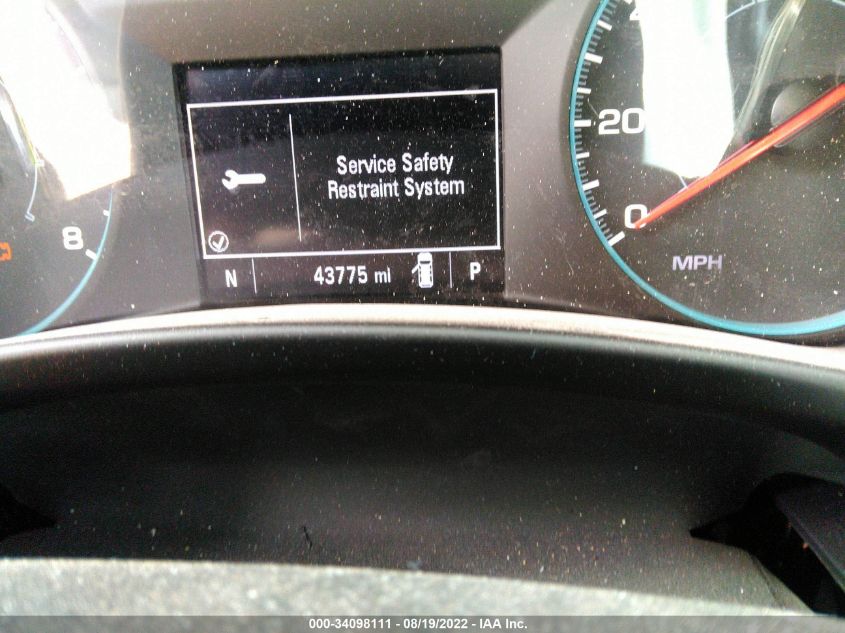 Service Safety
Restraint System
N 43775 mi P
8
20
0
MPH
000-34098111 - 08/19/2022 - IAA Inc.